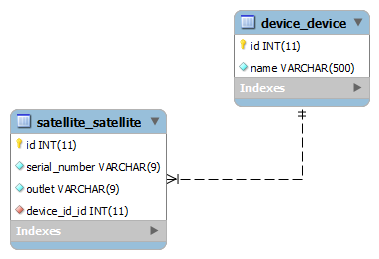 device_device
id INT(11)
name VARCHAR(500)
Indexes
satellite_satellite
id INT(11)
serial_number VARCHAR(9)
outlet VARCHAR(9)
device_id_id INT(11)
Indexes